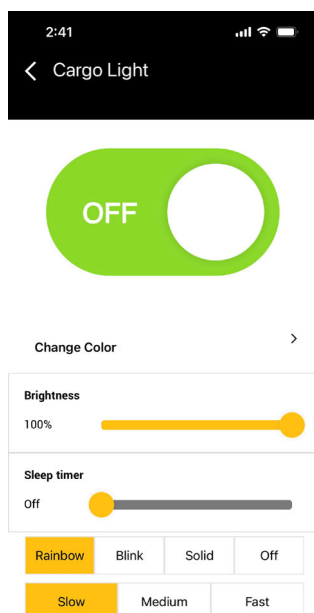 2:41
Cargo Light
OFF
Change Color
Brightness
100%
Sleep timer
Off
Rainbow Blink Solid Off
Slow Medium Fast